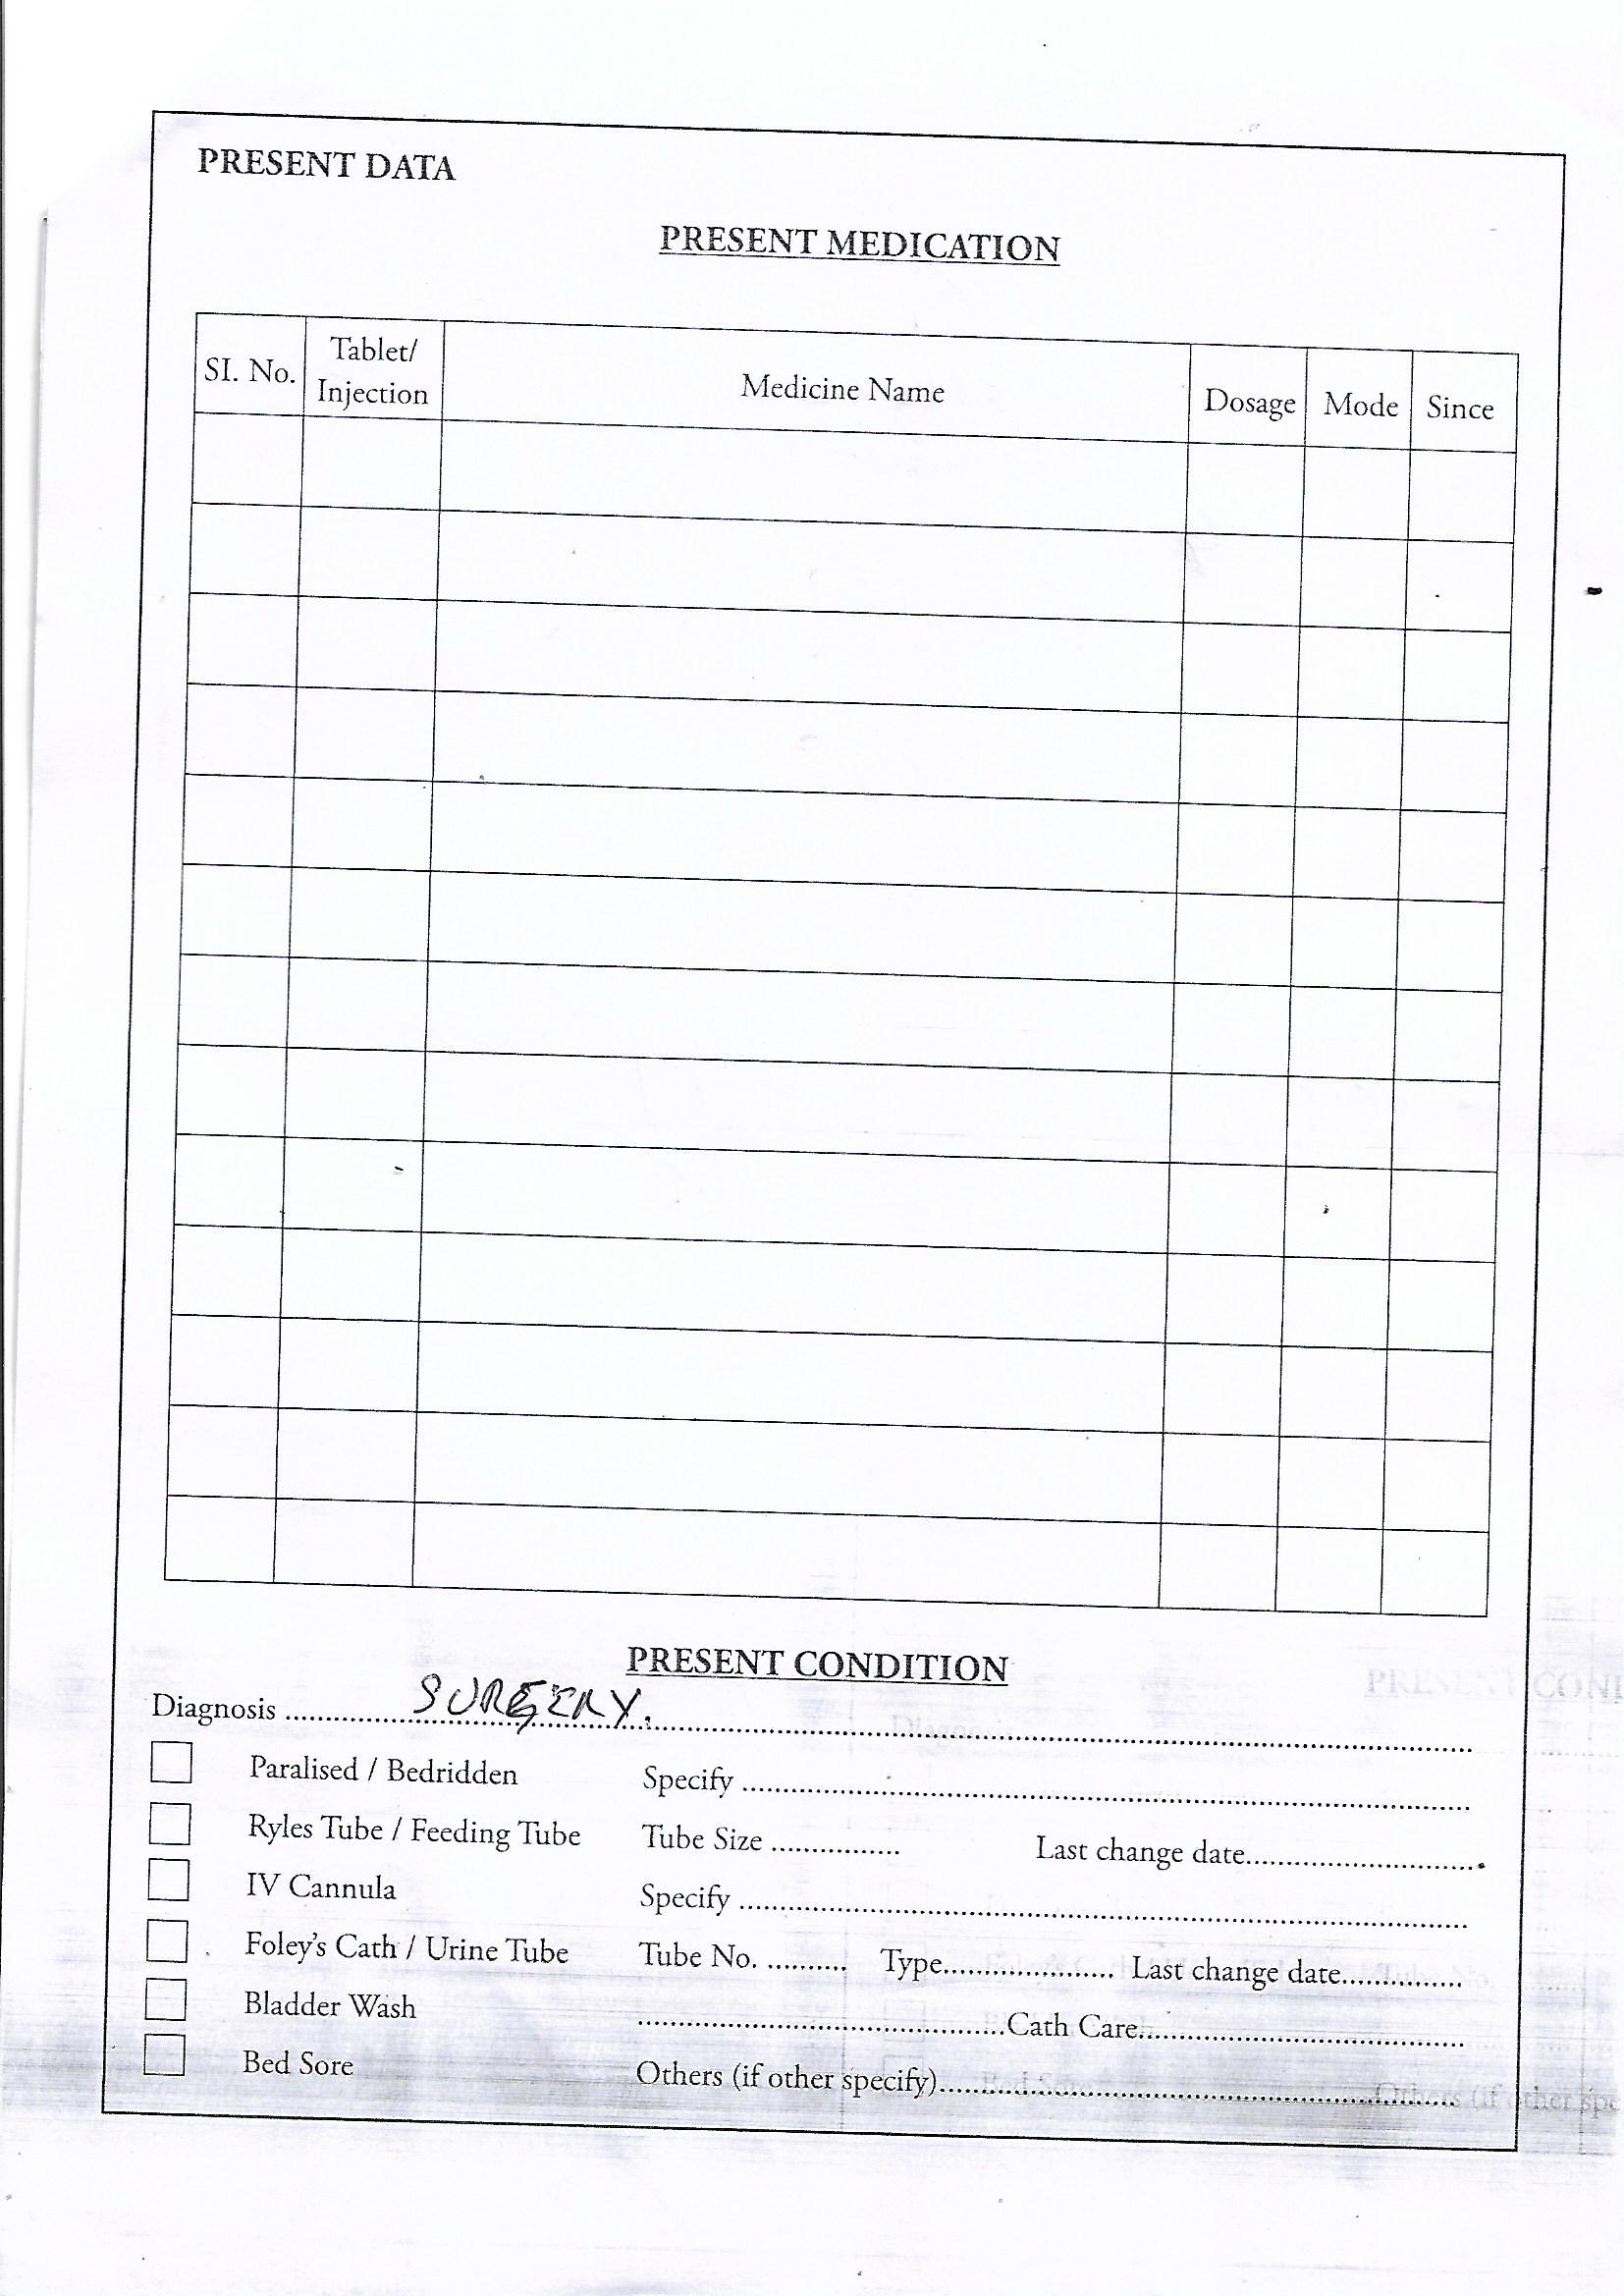 PRESENT DATA
PRESENT MEDICATION
SI. No. Tablet/ Injection Medicine Name Dosage Mode Since
PRESENT CONDITION
Diagnosis .......... SURGERY. ..........
Paralised / Bedridden Specify ..........
Ryles Tube / Feeding Tube Tube Size .......... Last change date..........
IV Cannula Specify ..........
Foley's Cath / Urine Tube Tube No. .......... Type.......... Last change date..........
Bladder Wash ..........Cath Care..........
Bed Sore Others (if other specify)..........